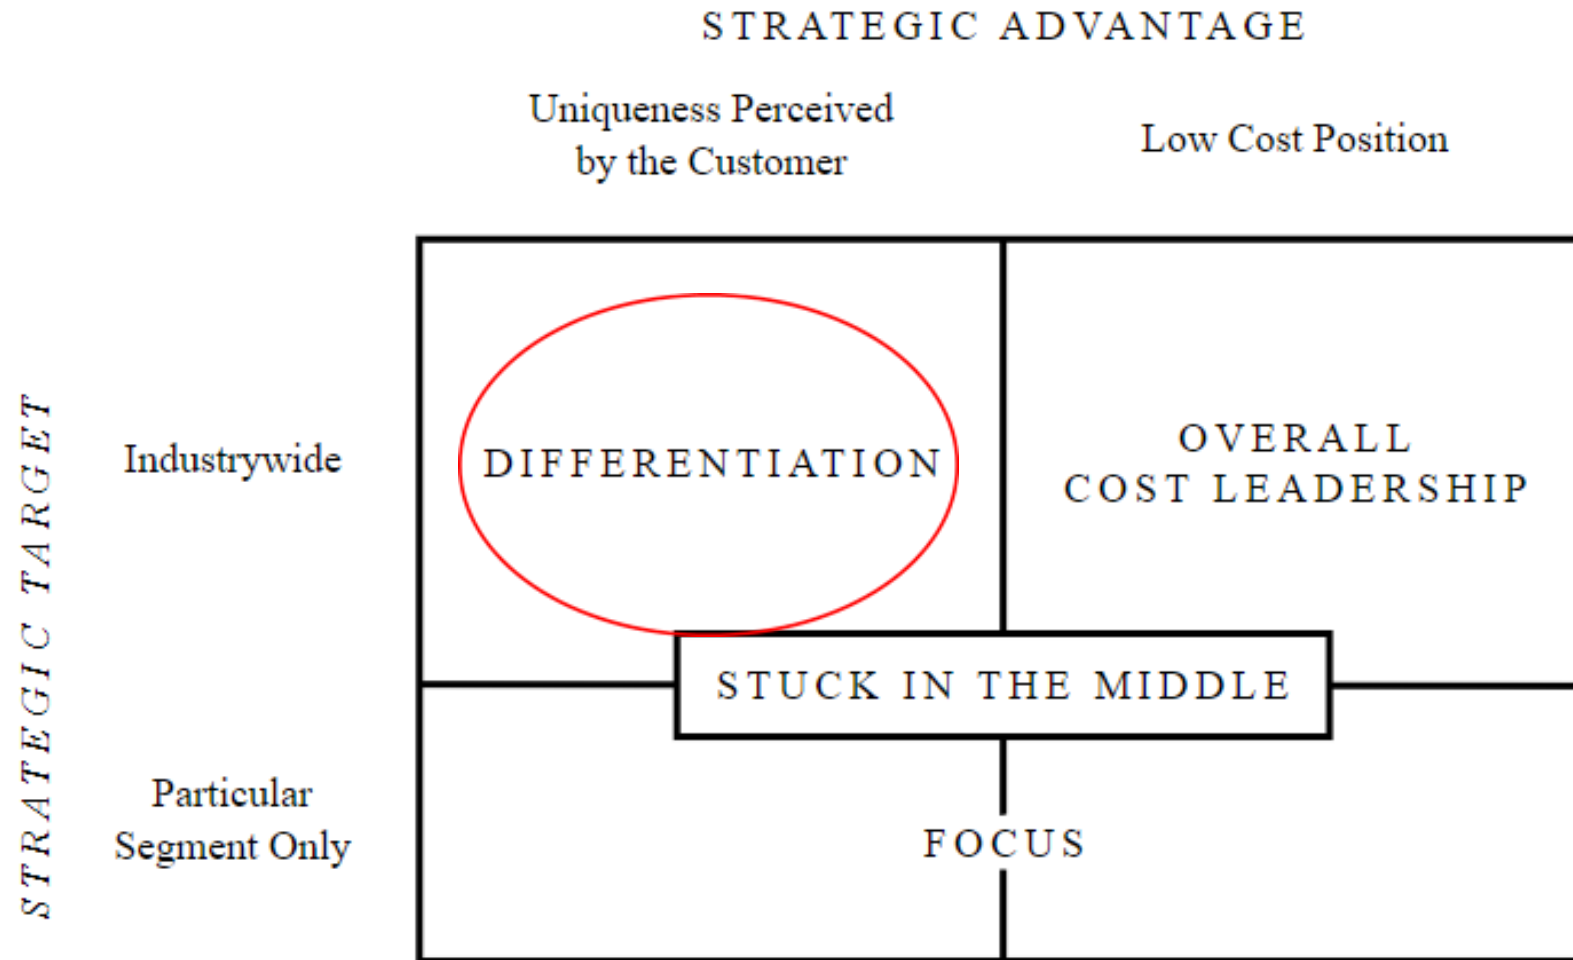 STRATEGIC ADVANTAGE
Uniqueness Perceived
by the Customer
Low Cost Position
STRATEGIC TARGET
Industrywide
DIFFERENTIATION
OVERALL
COST LEADERSHIP
STUCK IN THE MIDDLE
Particular
Segment Only
FOCUS